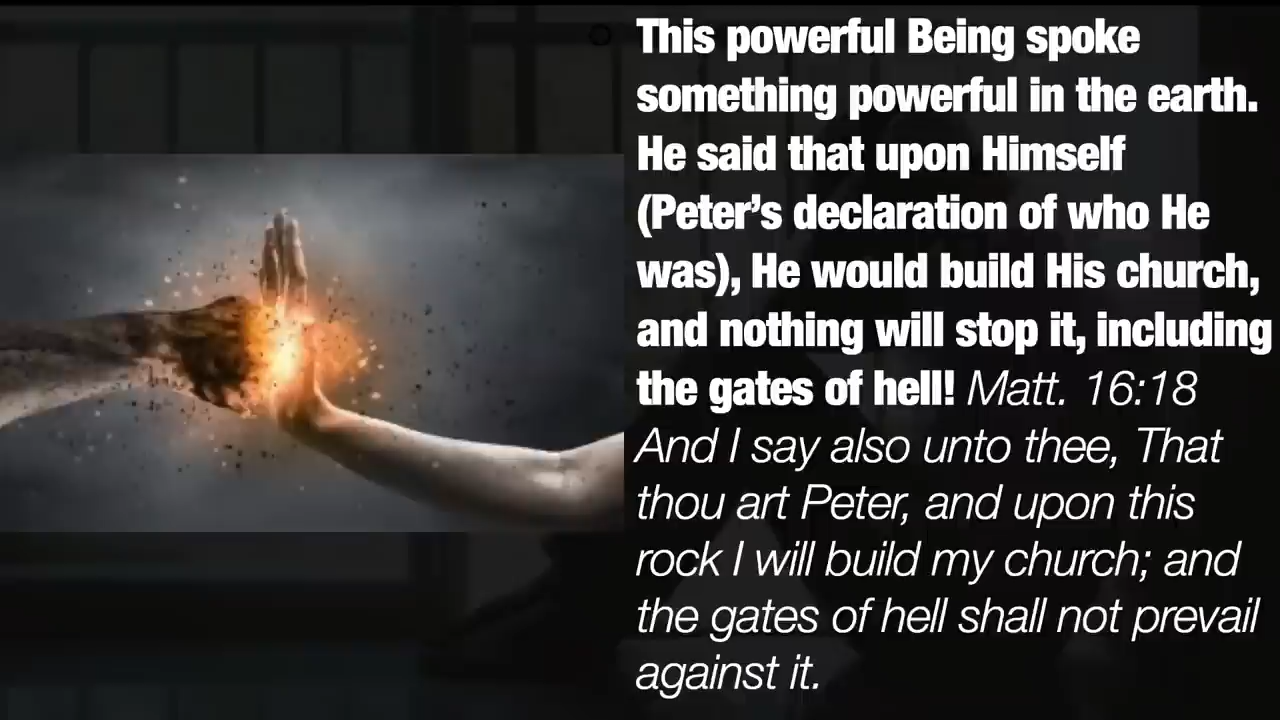 This powerful Being spoke
something powerful in the earth.
He said that upon Himself
(Peter's declaration of who He
was), He would build His church,
and nothing will stop it, including
the gates of hell! Matt. 16:18
And I say also unto thee, That
thou art Peter, and upon this
rock I will build my church; and
the gates of hell shall not prevail
against it.